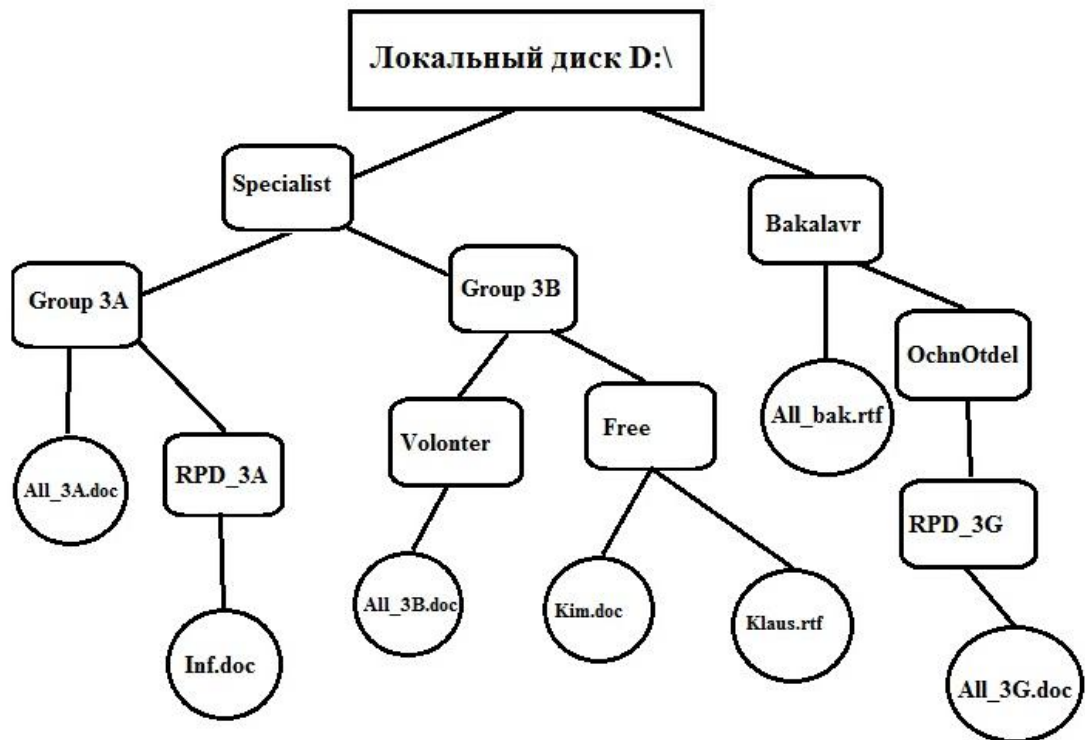 Локальный диск D:\
Specialist
Bakalavr
Group 3A
Group 3B
OchnOtdel
All_bak.rtf
Volonter
Free
RPD_3A
All_3A.doc
RPD_3G
All_3B.doc
Kim.doc
Klaus.rtf
Inf.doc
All_3G.doc